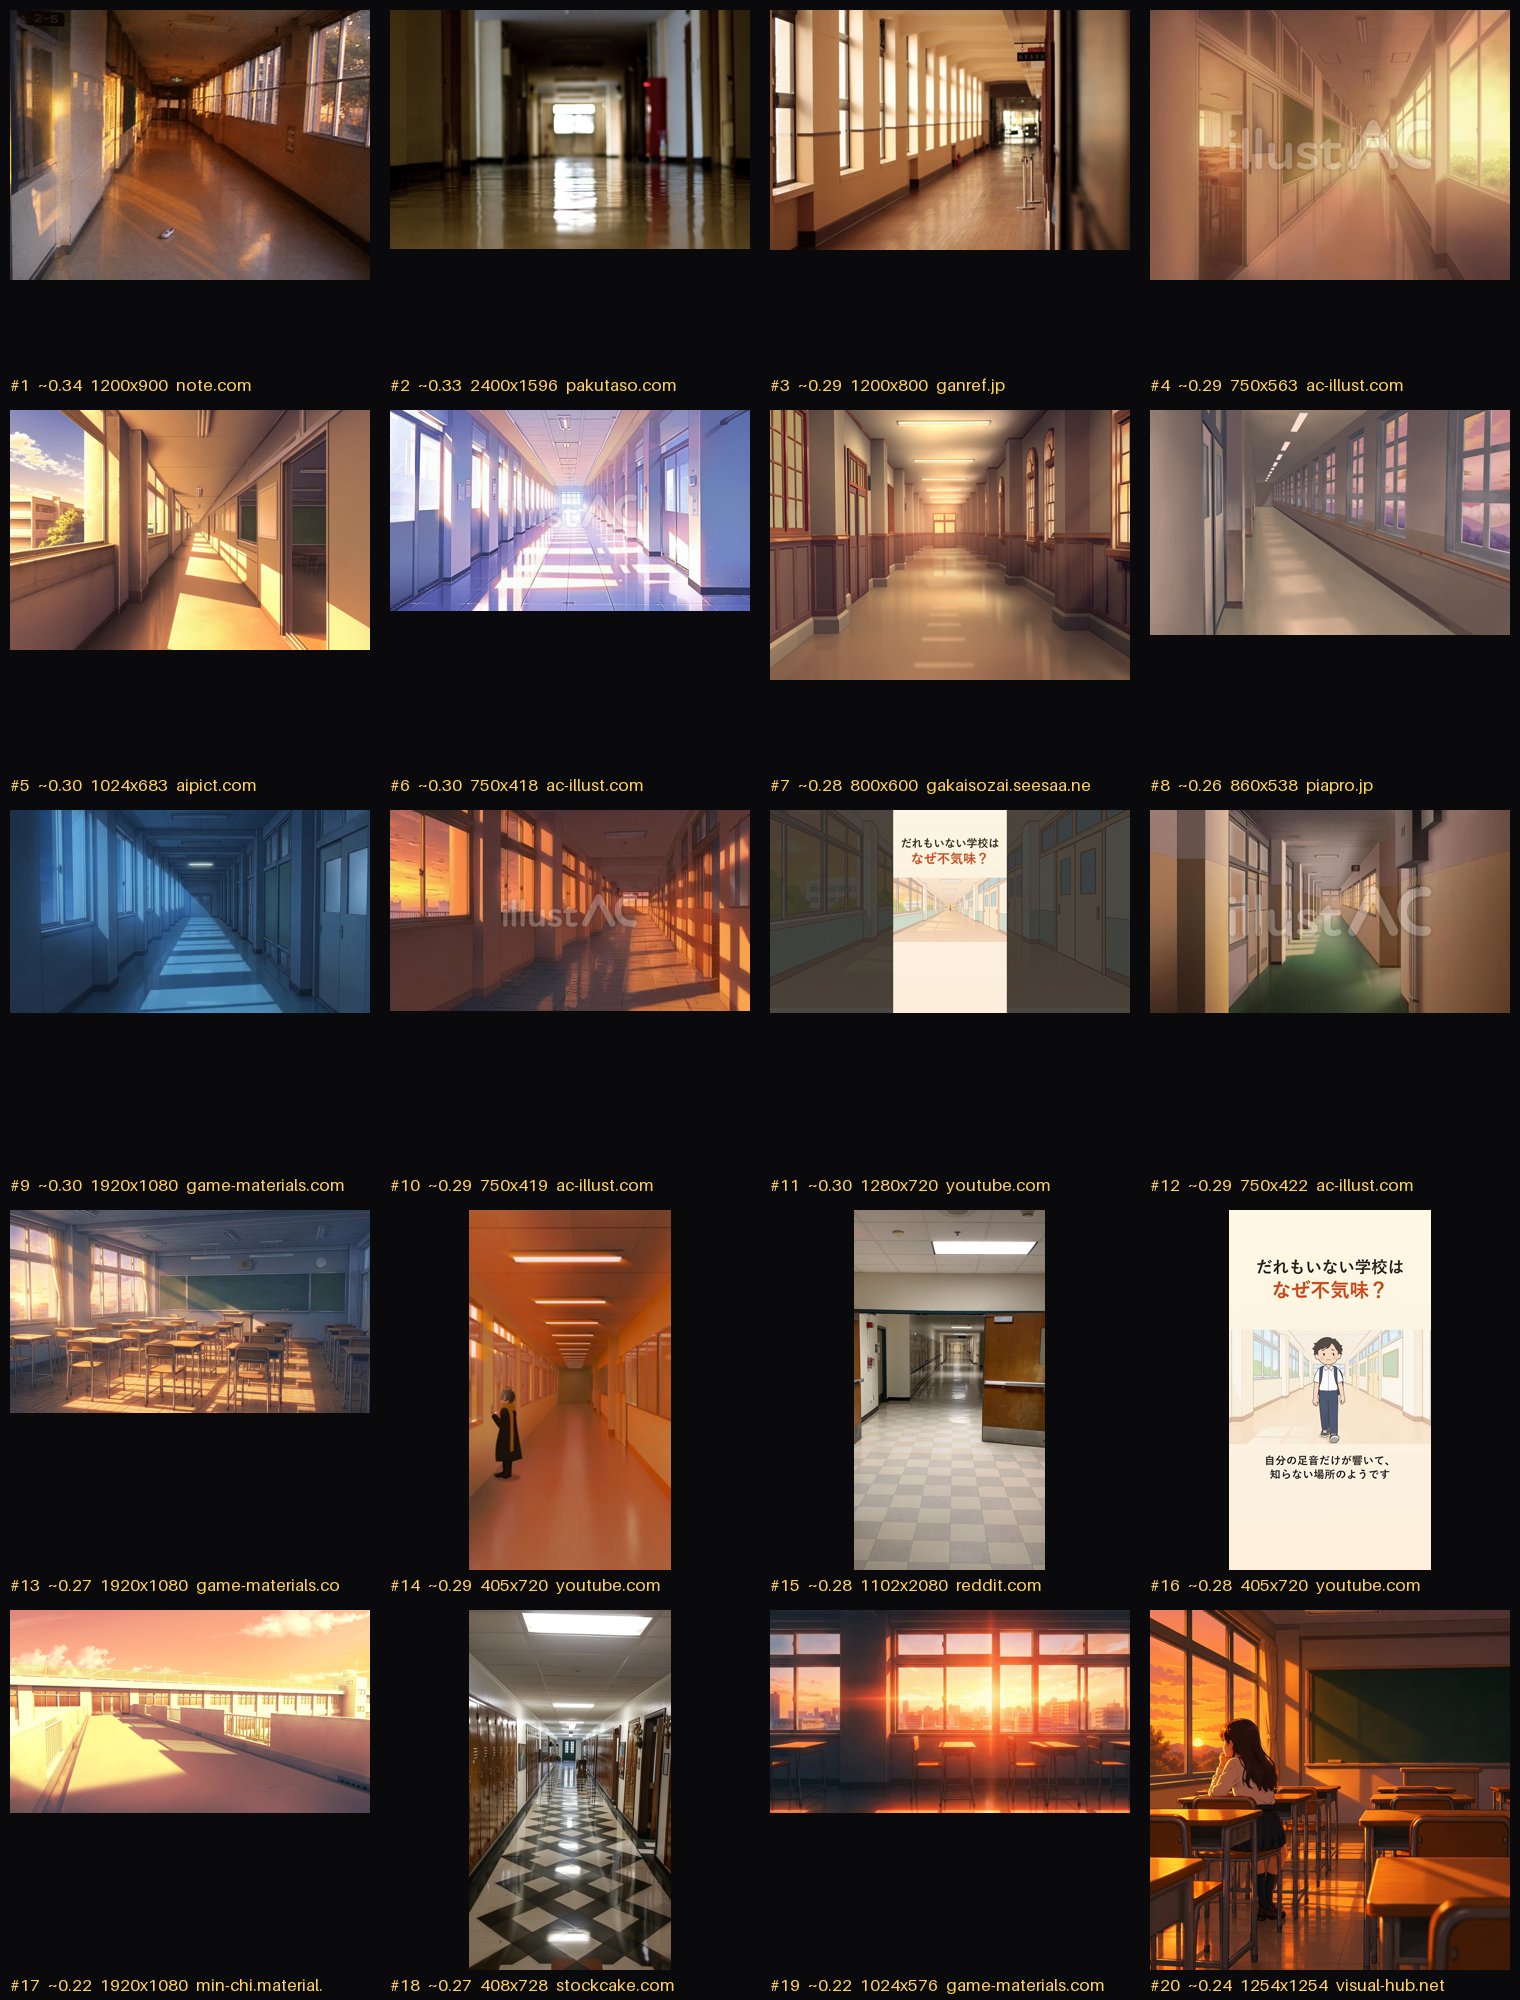 2-5
illustAC
#1 ~0.34 1200x900 note.com
#2 ~0.33 2400x1596 pakutaso.com
#3 ~0.29 1200x800 ganref.jp
#4 ~0.29 750x563 ac-illust.com
#5 ~0.30 1024x683 aipict.com
#6 ~0.30 750x418 ac-illust.com
#7 ~0.28 800x600 gakaisozai.seesaa.ne
#8 ~0.26 860x538 piapro.jp
illustAC
だれもいない学校は
なぜ不気味？
illustAC
#9 ~0.30 1920x1080 game-materials.com
#10 ~0.29 750x419 ac-illust.com
#11 ~0.30 1280x720 youtube.com
#12 ~0.29 750x422 ac-illust.com
だれもいない学校は
なぜ不気味？
自分の足音だけが響いて、
知らない場所のようです
#13 ~0.27 1920x1080 game-materials.co
#14 ~0.29 405x720 youtube.com
#15 ~0.28 1102x2080 reddit.com
#16 ~0.28 405x720 youtube.com
#17 ~0.22 1920x1080 min-chi.material.
#18 ~0.27 408x728 stockcake.com
#19 ~0.22 1024x576 game-materials.com
#20 ~0.24 1254x1254 visual-hub.net